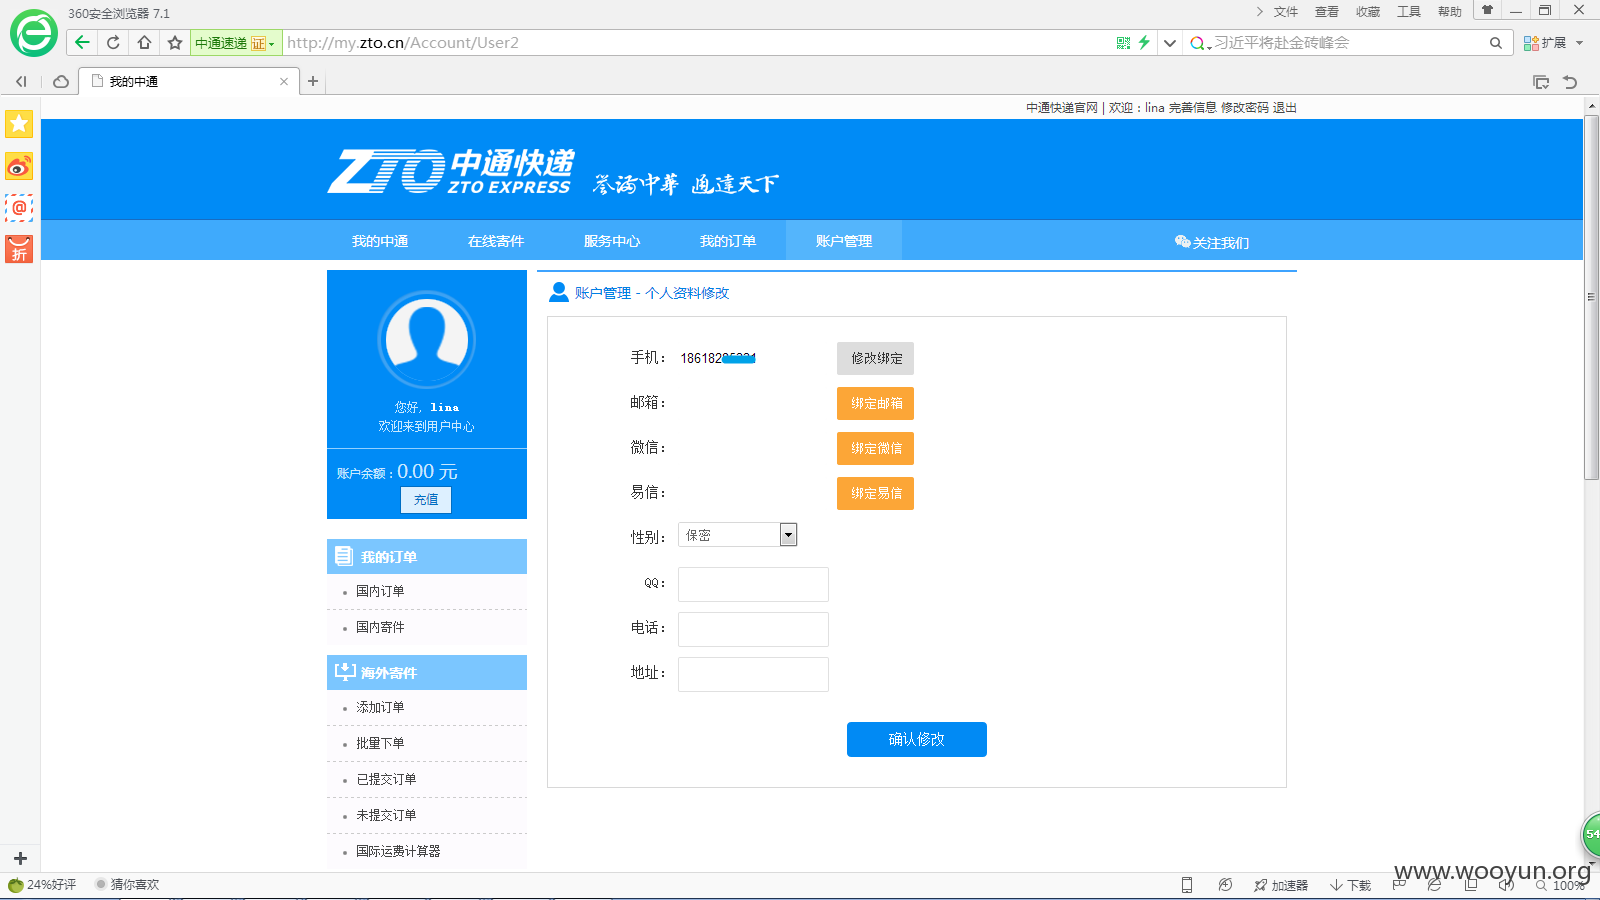 360安全浏览器 7.1
文件 查看 收藏 工具 帮助
中通速递 证 http://my.zto.cn/Account/User2
习近平将赴金砖峰会
扩展
我的中通
中通快递官网 | 欢迎：lina 完善信息 修改密码 退出
折
ZTO 中通快递
ZTO EXPRESS
誉满中华 通达天下
我的中通 在线寄件 服务中心 我的订单 账户管理 关注我们
您好, lina
欢迎来到用户中心
账户余额：0.00 元
充值
我的订单
国内订单
国内寄件
海外寄件
添加订单
批量下单
已提交订单
未提交订单
国际运费计算器
账户管理 - 个人资料修改
手机： 186182 修改绑定
邮箱： 绑定邮箱
微信： 绑定微信
易信： 绑定易信
性别： 保密
QQ：
电话：
地址：
确认修改
54
www.wooyun.org
24%好评 猜你喜欢 加速器 下载 100%